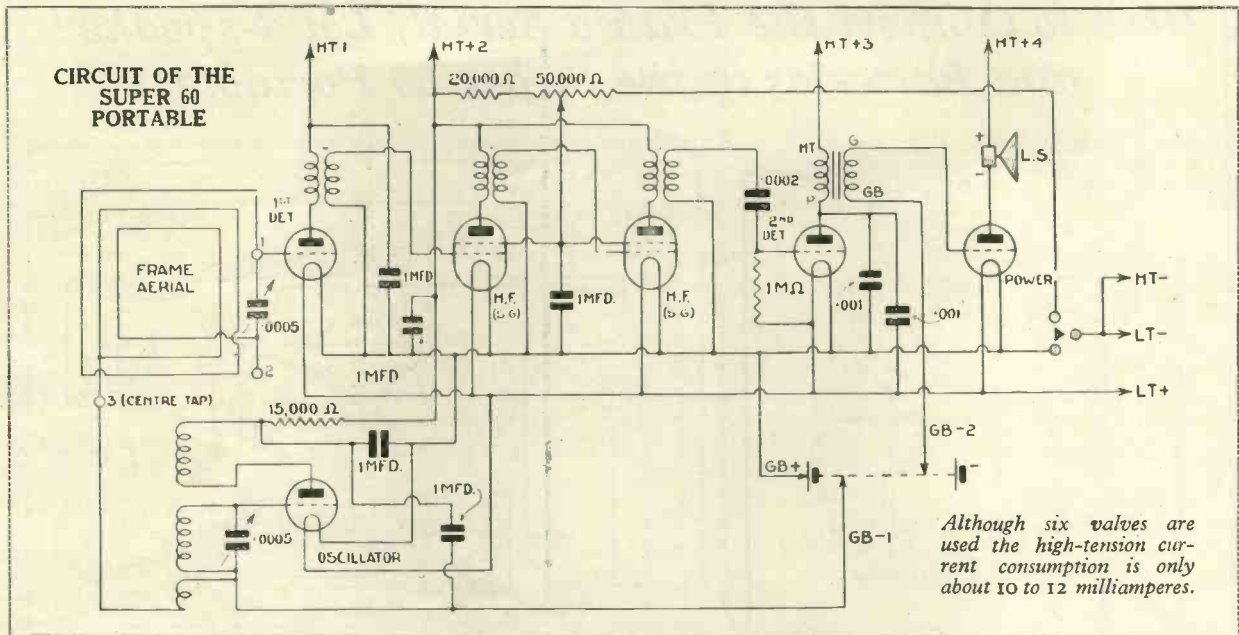 HT+1
HT+2
HT+3
HT+4
CIRCUIT OF THE
SUPER 60
PORTABLE
20,000 Ω
50,000 Ω
FRAME
AERIAL
1
2
3 (CENTRE TAP)
.0005
1ST
DET
1MFD
1 MFD
H.F.
(S.G)
1MFD.
H.F.
(S.G)
.0002
2ND
DET
1MΩ
HT.
P
G
GB
.001
.001
+
-
L.S.
POWER
HT-
LT-
LT+
15,000 Ω
1MFD.
1MFD.
.0005
OSCILLATOR
GB+
GB-2
-
GB-1
Although six valves are
used the high-tension cur-
rent consumption is only
about 10 to 12 milliamperes.